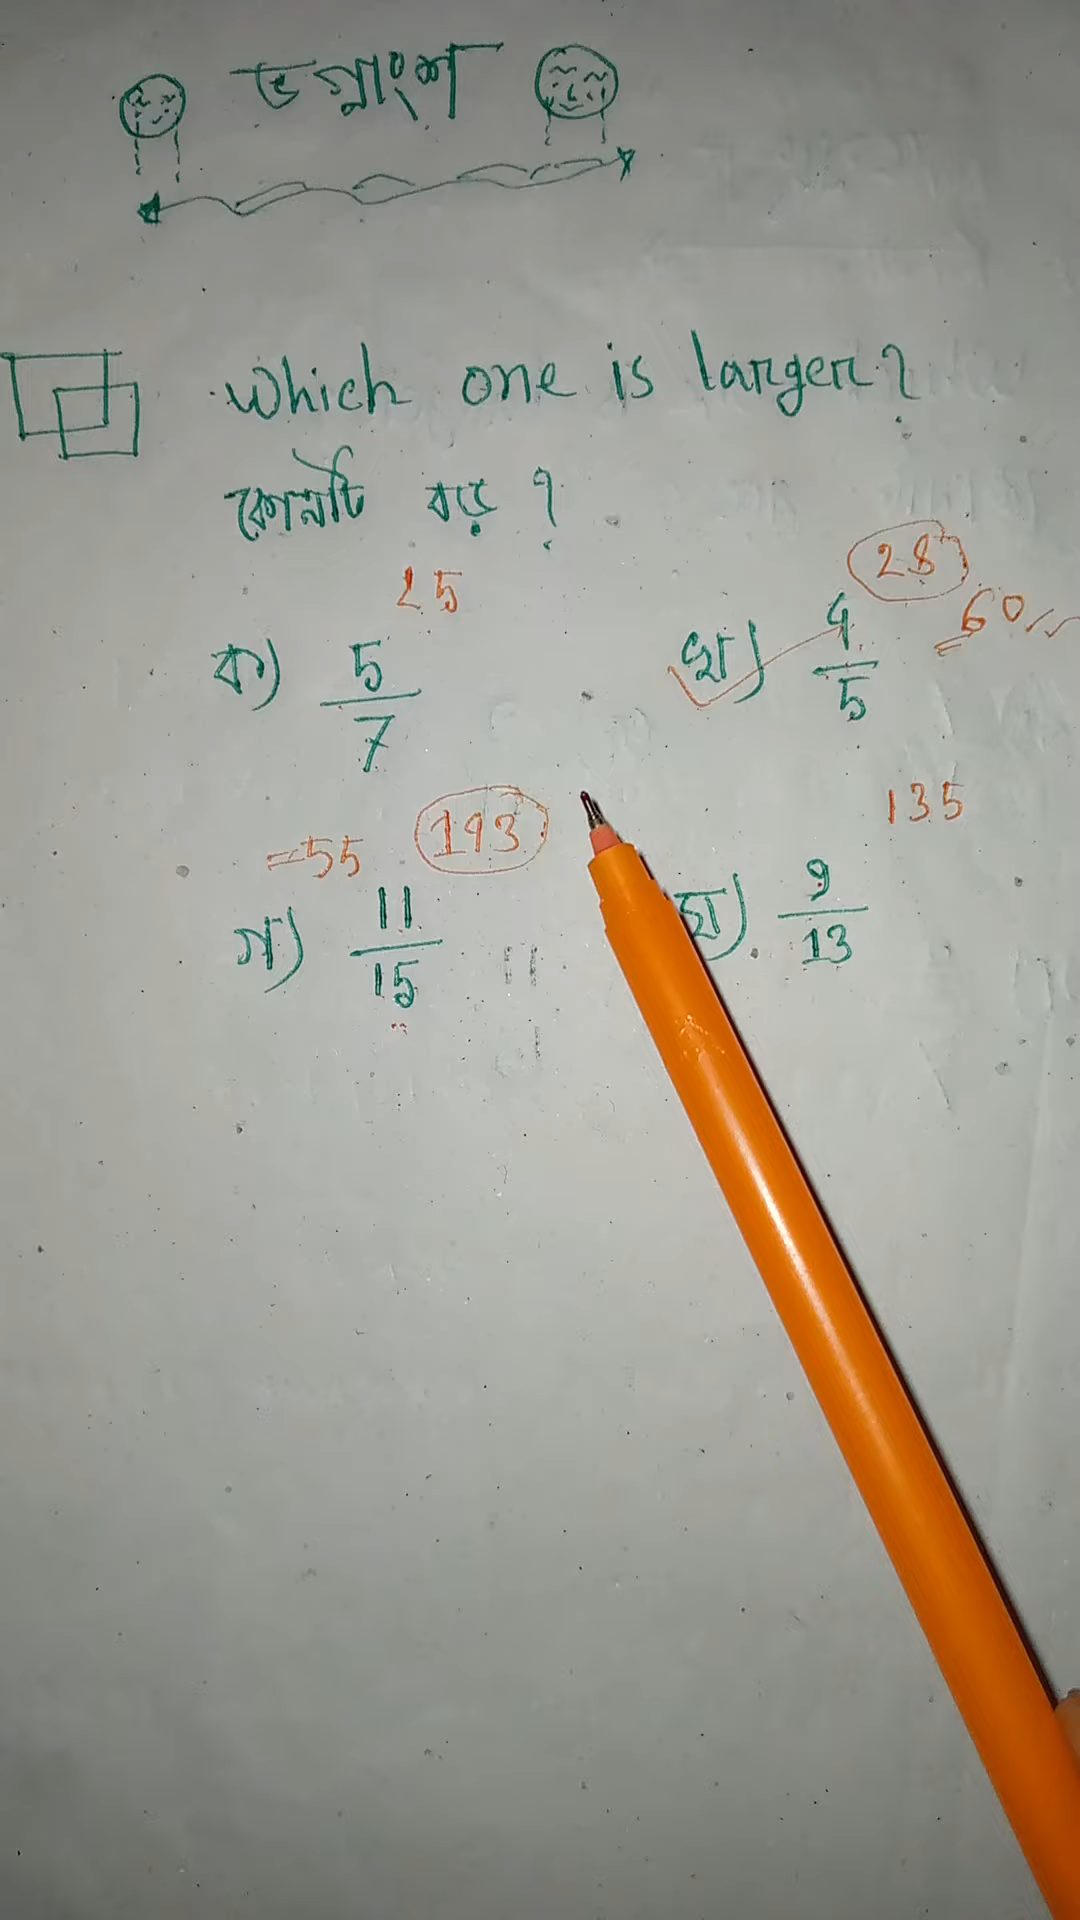 ভগ্নাংশ
Which one is larger?
কোনটি বড় ?
25 28
ক) 5/7 খ) 4/5 = 60
= 55 143 135
গ) 11/15 ঘ) 9/13